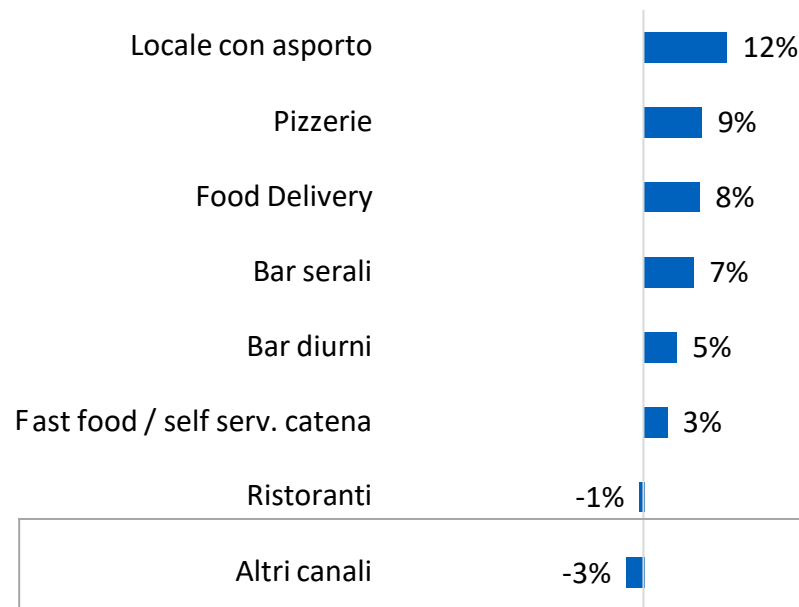 Locale con asporto 12%
Pizzerie 9%
Food Delivery 8%
Bar serali 7%
Bar diurni 5%
Fast food / self serv. catena 3%
Ristoranti -1%
Altri canali -3%